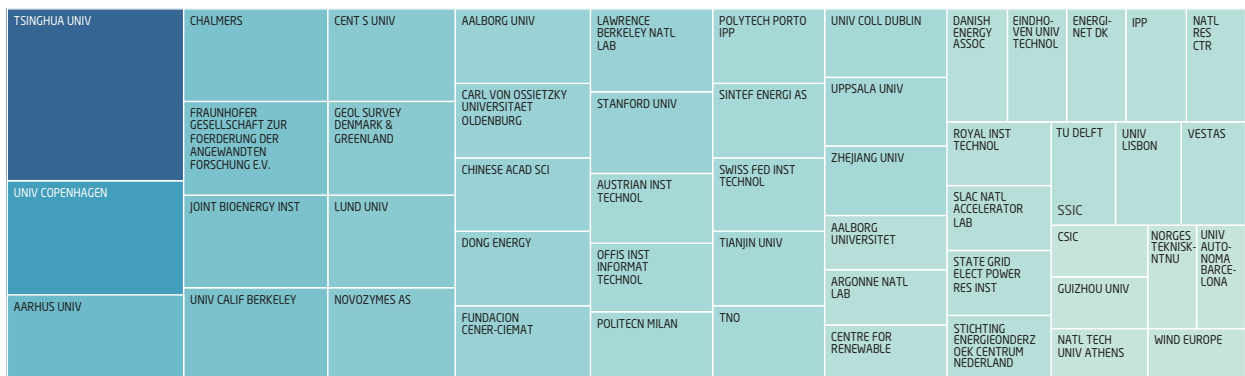 TSINGHUA UNIV
UNIV COPENHAGEN
AARHUS UNIV
CHALMERS
FRAUNHOFER
GESELLSCHAFT ZUR
FOERDERUNG DER
ANGEWANDTEN
FORSCHUNG E.V.
JOINT BIOENERGY INST
UNIV CALIF BERKELEY
CENT S UNIV
GEOL SURVEY
DENMARK &
GREENLAND
LUND UNIV
NOVOZYMES AS
AALBORG UNIV
CARL VON OSSIETZKY
UNIVERSITAET
OLDENBURG
CHINESE ACAD SCI
DONG ENERGY
FUNDACION
CENER-CIEMAT
LAWRENCE
BERKELEY NATL
LAB
STANFORD UNIV
AUSTRIAN INST
TECHNOL
OFFIS INST
INFORMAT
TECHNOL
POLITECN MILAN
POLYTECH PORTO
IPP
SINTEF ENERGI AS
SWISS FED INST
TECHNOL
TIANJIN UNIV
TNO
UNIV COLL DUBLIN
UPPSALA UNIV
ZHEJIANG UNIV
AALBORG
UNIVERSITET
ARGONNE NATL
LAB
CENTRE FOR
RENEWABLE
DANISH
ENERGY
ASSOC
EINDHO-
VEN UNIV
TECHNOL
ENERGI-
NET DK
IPP
NATL
RES
CTR
ROYAL INST
TECHNOL
SLAC NATL
ACCELERATOR
LAB
STATE GRID
ELECT POWER
RES INST
STICHTING
ENERGIEONDERZ
OEK CENTRUM
NEDERLAND
TU DELFT
SSIC
UNIV
LISBON
VESTAS
CSIC
GUIZHOU UNIV
NATL TECH
UNIV ATHENS
NORGES
TEKNISK-
NTNU
UNIV
AUTO-
NOMA
BARCE-
LONA
WIND EUROPE